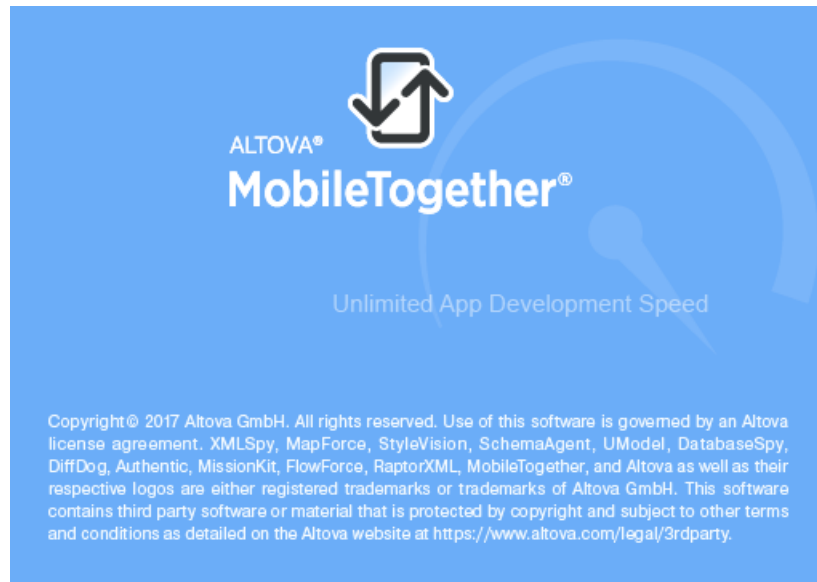 ALTOVA®
MobileTogether®
Unlimited App Development Speed
Copyright© 2017 Altova GmbH. All rights reserved. Use of this software is governed by an Altova
license agreement. XMLSpy, MapForce, StyleVision, SchemaAgent, UModel, DatabaseSpy,
DiffDog, Authentic, MissionKit, FlowForce, RaptorXML, MobileTogether, and Altova as well as their
respective logos are either registered trademarks or trademarks of Altova GmbH. This software
contains third party software or material that is protected by copyright and subject to other terms
and conditions as detailed on the Altova website at https://www.altova.com/legal/3rdparty.